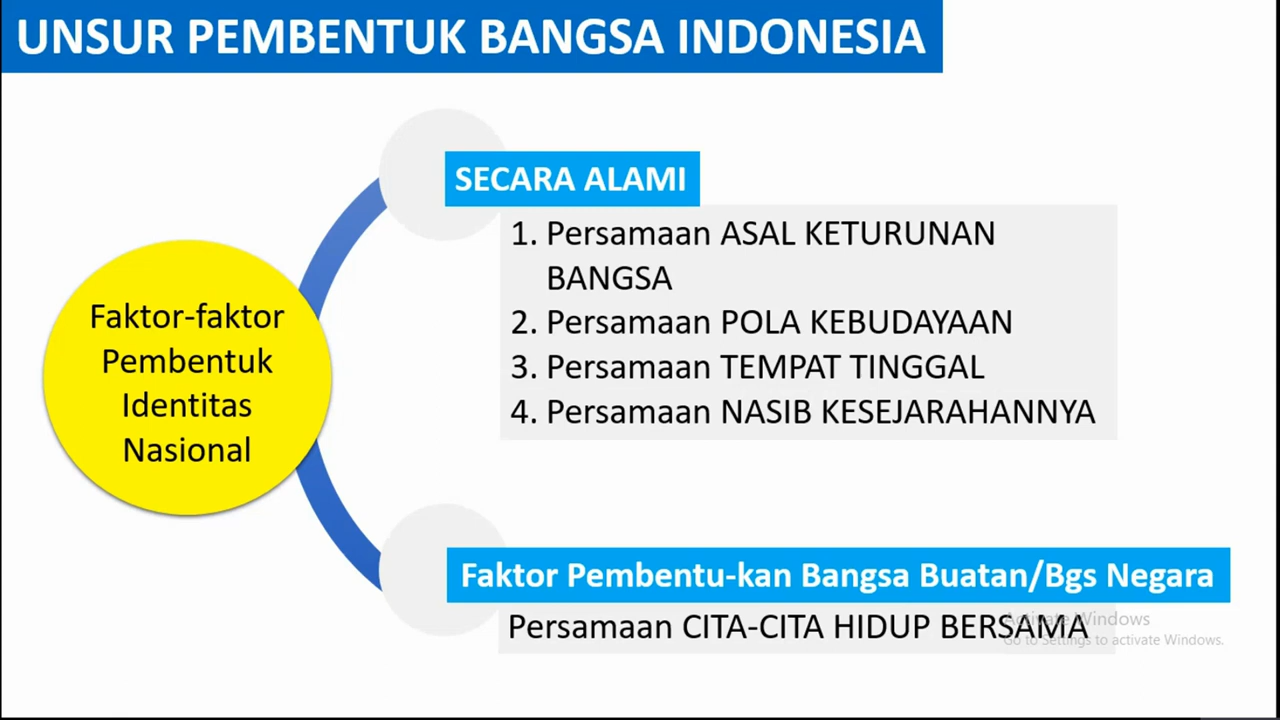 UNSUR PEMBENTUK BANGSA INDONESIA
SECARA ALAMI
1. Persamaan ASAL KETURUNAN
BANGSA
2. Persamaan POLA KEBUDAYAAN
3. Persamaan TEMPAT TINGGAL
4. Persamaan NASIB KESEJARAHANNYA
Faktor-faktor
Pembentuk
Identitas
Nasional
Faktor Pembentu-kan Bangsa Buatan/Bgs Negara
Persamaan CITA-CITA HIDUP BERSAMA
Activate Windows
Go to Settings to activate Windows.